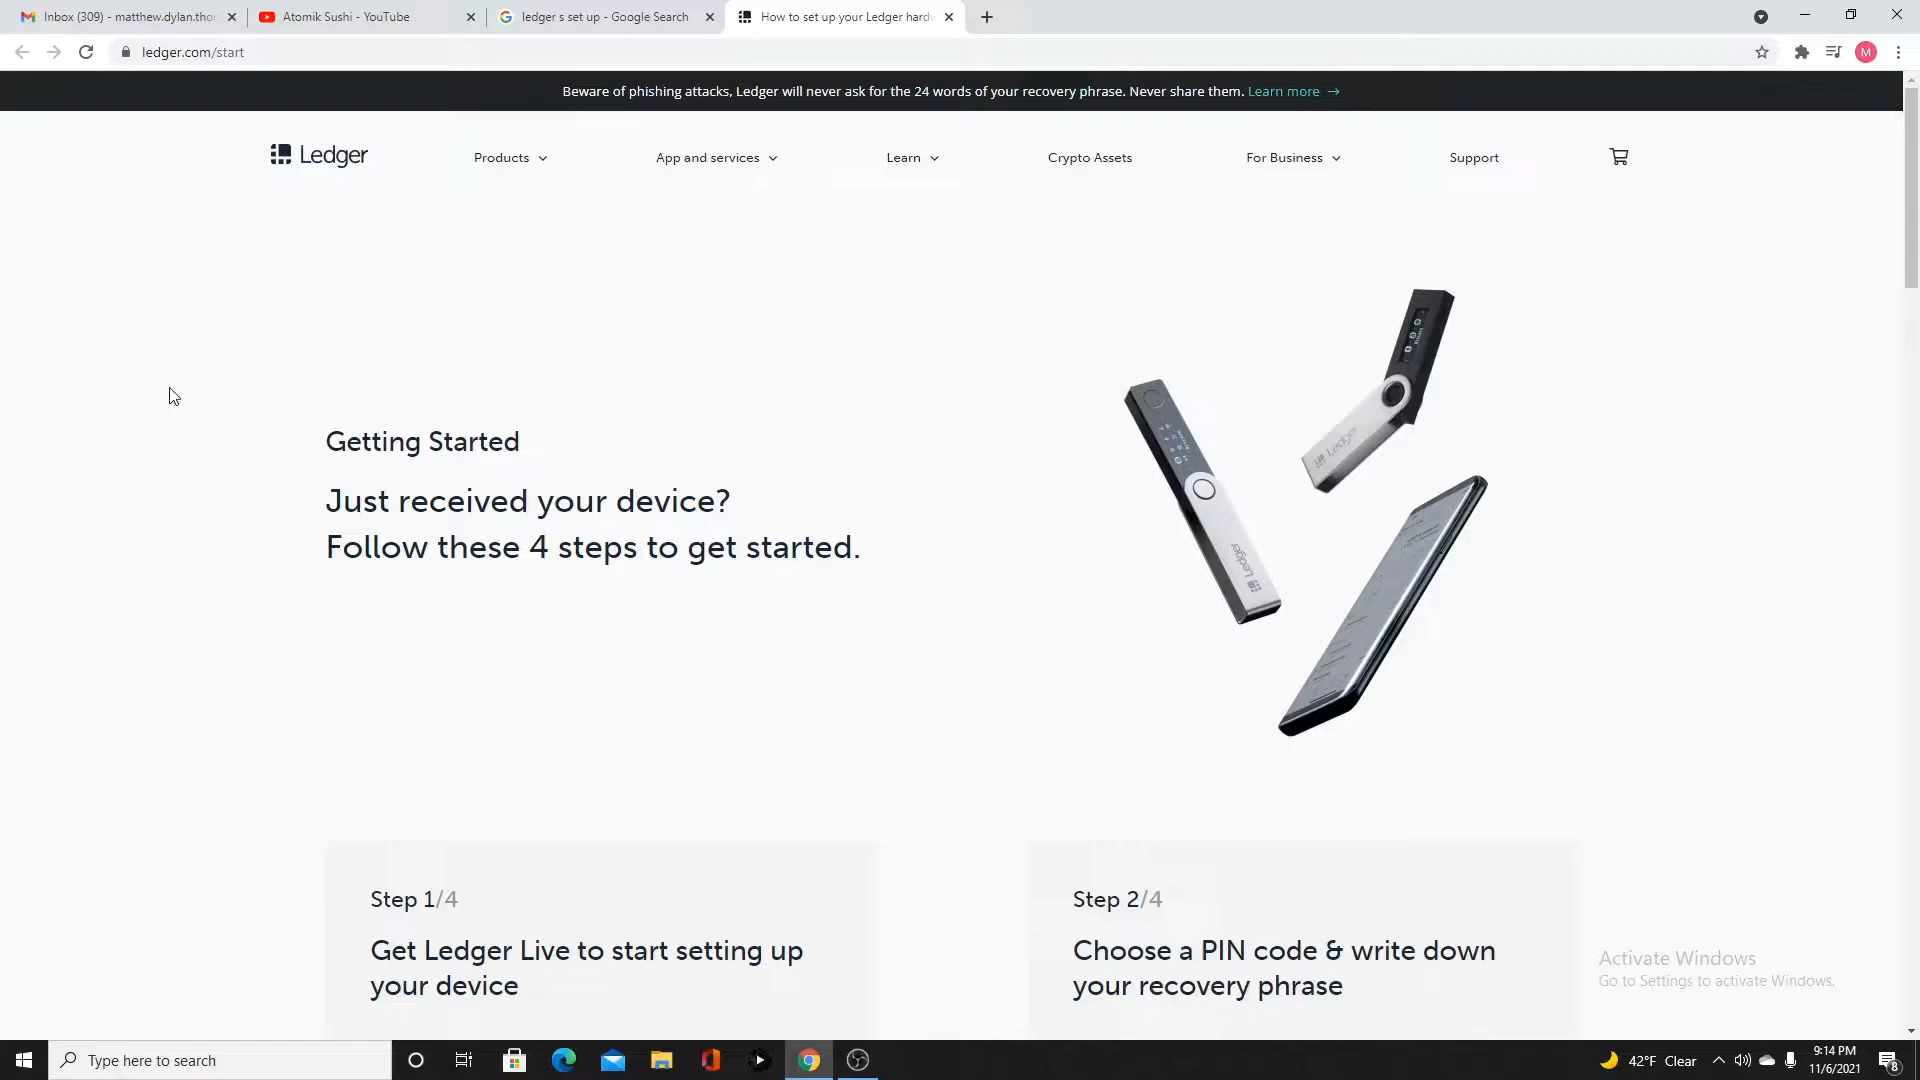 Inbox (309) - matthew.dylan.thor
Atomik Sushi - YouTube
ledger s set up - Google Search
How to set up your Ledger hardw
M
ledger.com/start
Beware of phishing attacks, Ledger will never ask for the 24 words of your recovery phrase. Never share them. Learn more →
Ledger
Products
App and services
Learn
Crypto Assets
For Business
Support
Getting Started
Just received your device?
Follow these 4 steps to get started.
Ledger
Ledger
Step 1/4
Get Ledger Live to start setting up
your device
Step 2/4
Choose a PIN code & write down
your recovery phrase
Activate Windows
Go to Settings to activate Windows.
Type here to search
42°F Clear
9:14 PM
11/6/2021
8